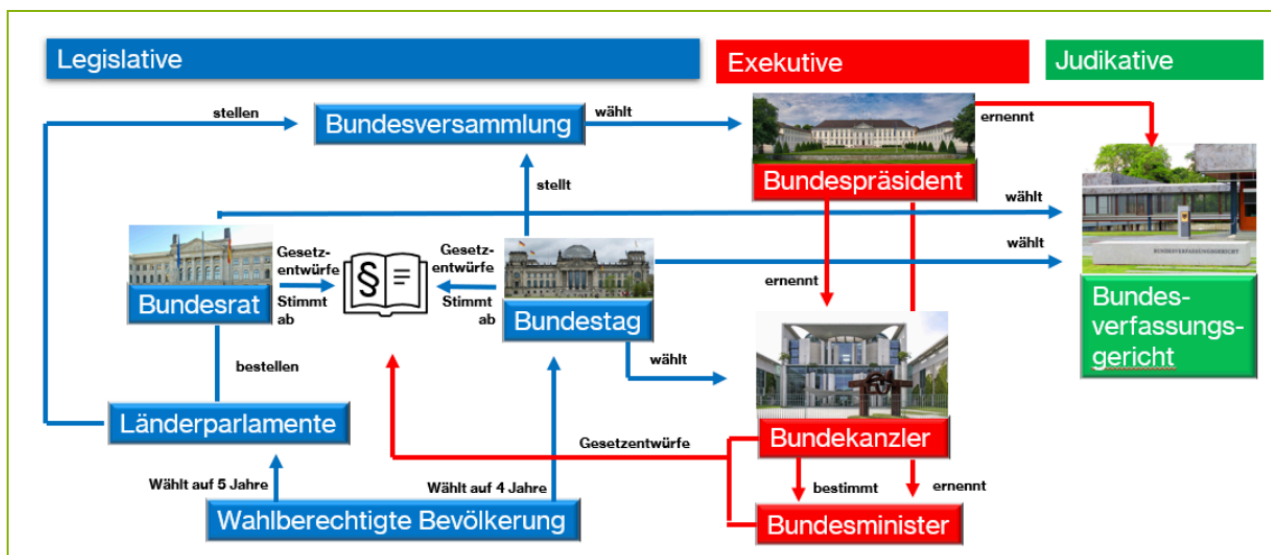 Legislative
Exekutive
Judikative
stellen
Bundesversammlung
wählt
ernennt
Bundespräsident
stellt
wählt
Bundesrat
Gesetz-
entwürfe
Stimmt
ab
§
Gesetz-
entwürfe
Stimmt
ab
Bundestag
wählt
ernennt
BUNDESVERFASSUNGSGERICHT
Bundes-
verfassungs-
gericht
bestellen
wählt
Länderparlamente
Gesetzentwürfe
Bundekanzler
Wählt auf 5 Jahre
Wählt auf 4 Jahre
bestimmt
ernennt
Wahlberechtigte Bevölkerung
Bundesminister